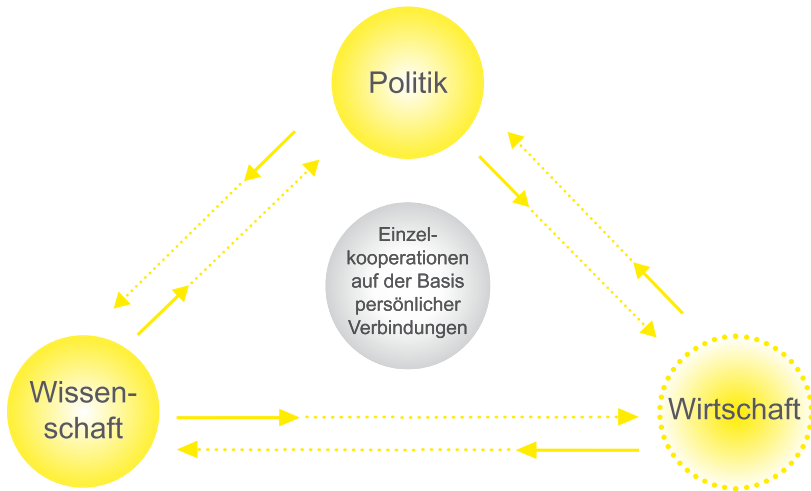 Politik
Einzel-
kooperationen
auf der Basis
persönlicher
Verbindungen
Wissen-
schaft
Wirtschaft